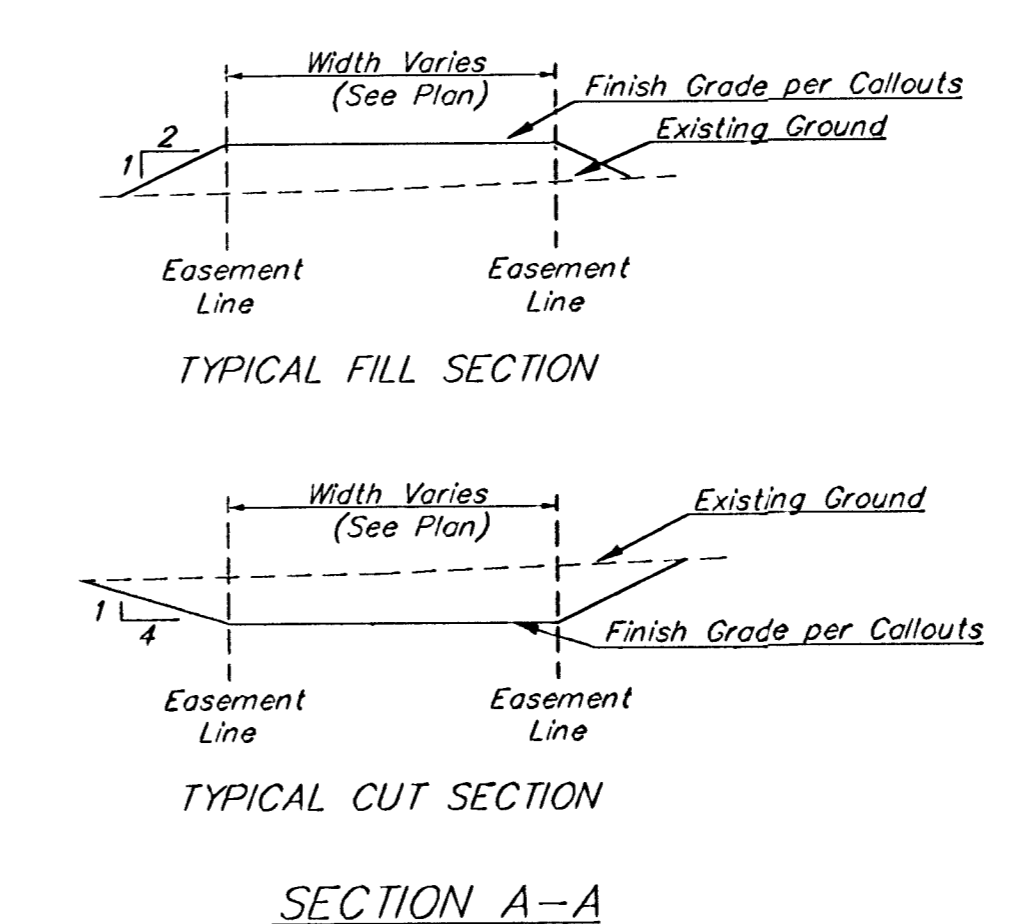 Width Varies
(See Plan)
Finish Grade per Callouts
Existing Ground
2
1
Easement
Line
Easement
Line
TYPICAL FILL SECTION
Width Varies
(See Plan)
Existing Ground
1
4
Finish Grade per Callouts
Easement
Line
Easement
Line
TYPICAL CUT SECTION
SECTION A-A